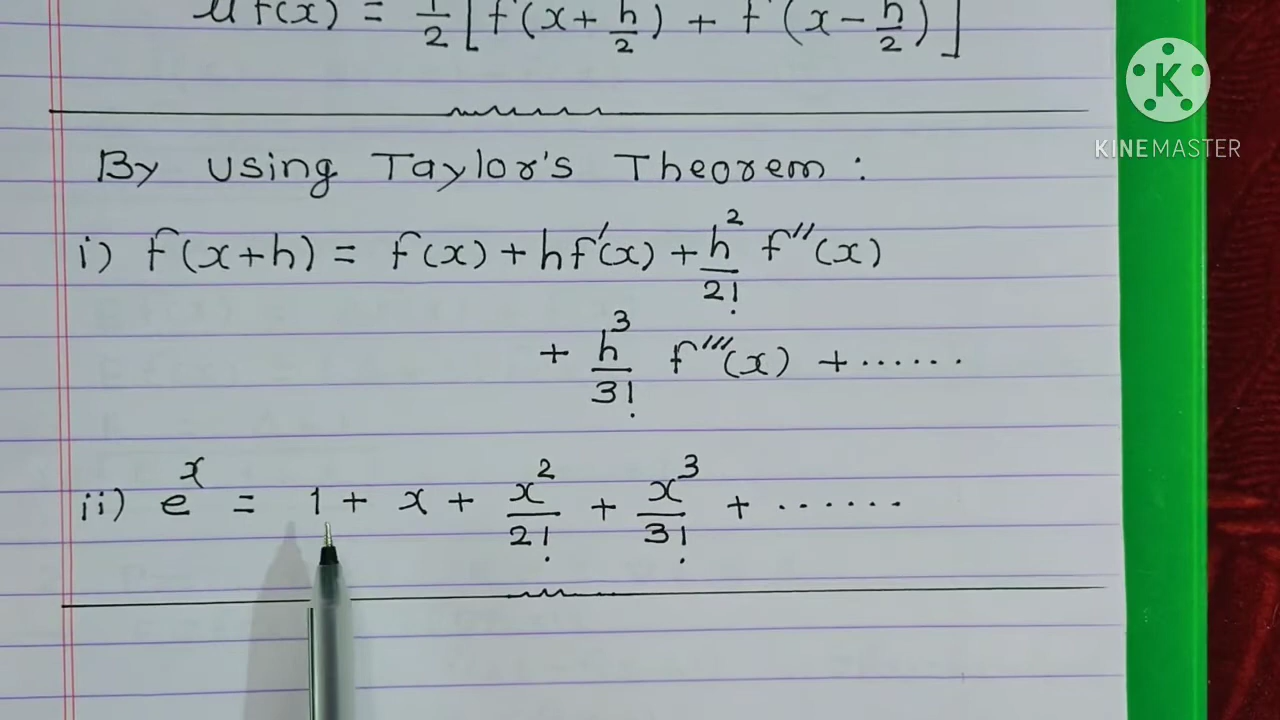 μ f(x) = 1/2 [ f(x + h/2) + f(x − h/2) ]
K
KINEMASTER
By Using Taylor's Theorem :
i) f(x+h) = f(x) + hf'(x) + h²/2! f''(x)
+ h³/3! f'''(x) + ......
ii) eˣ = 1 + x + x²/2! + x³/3! + ......